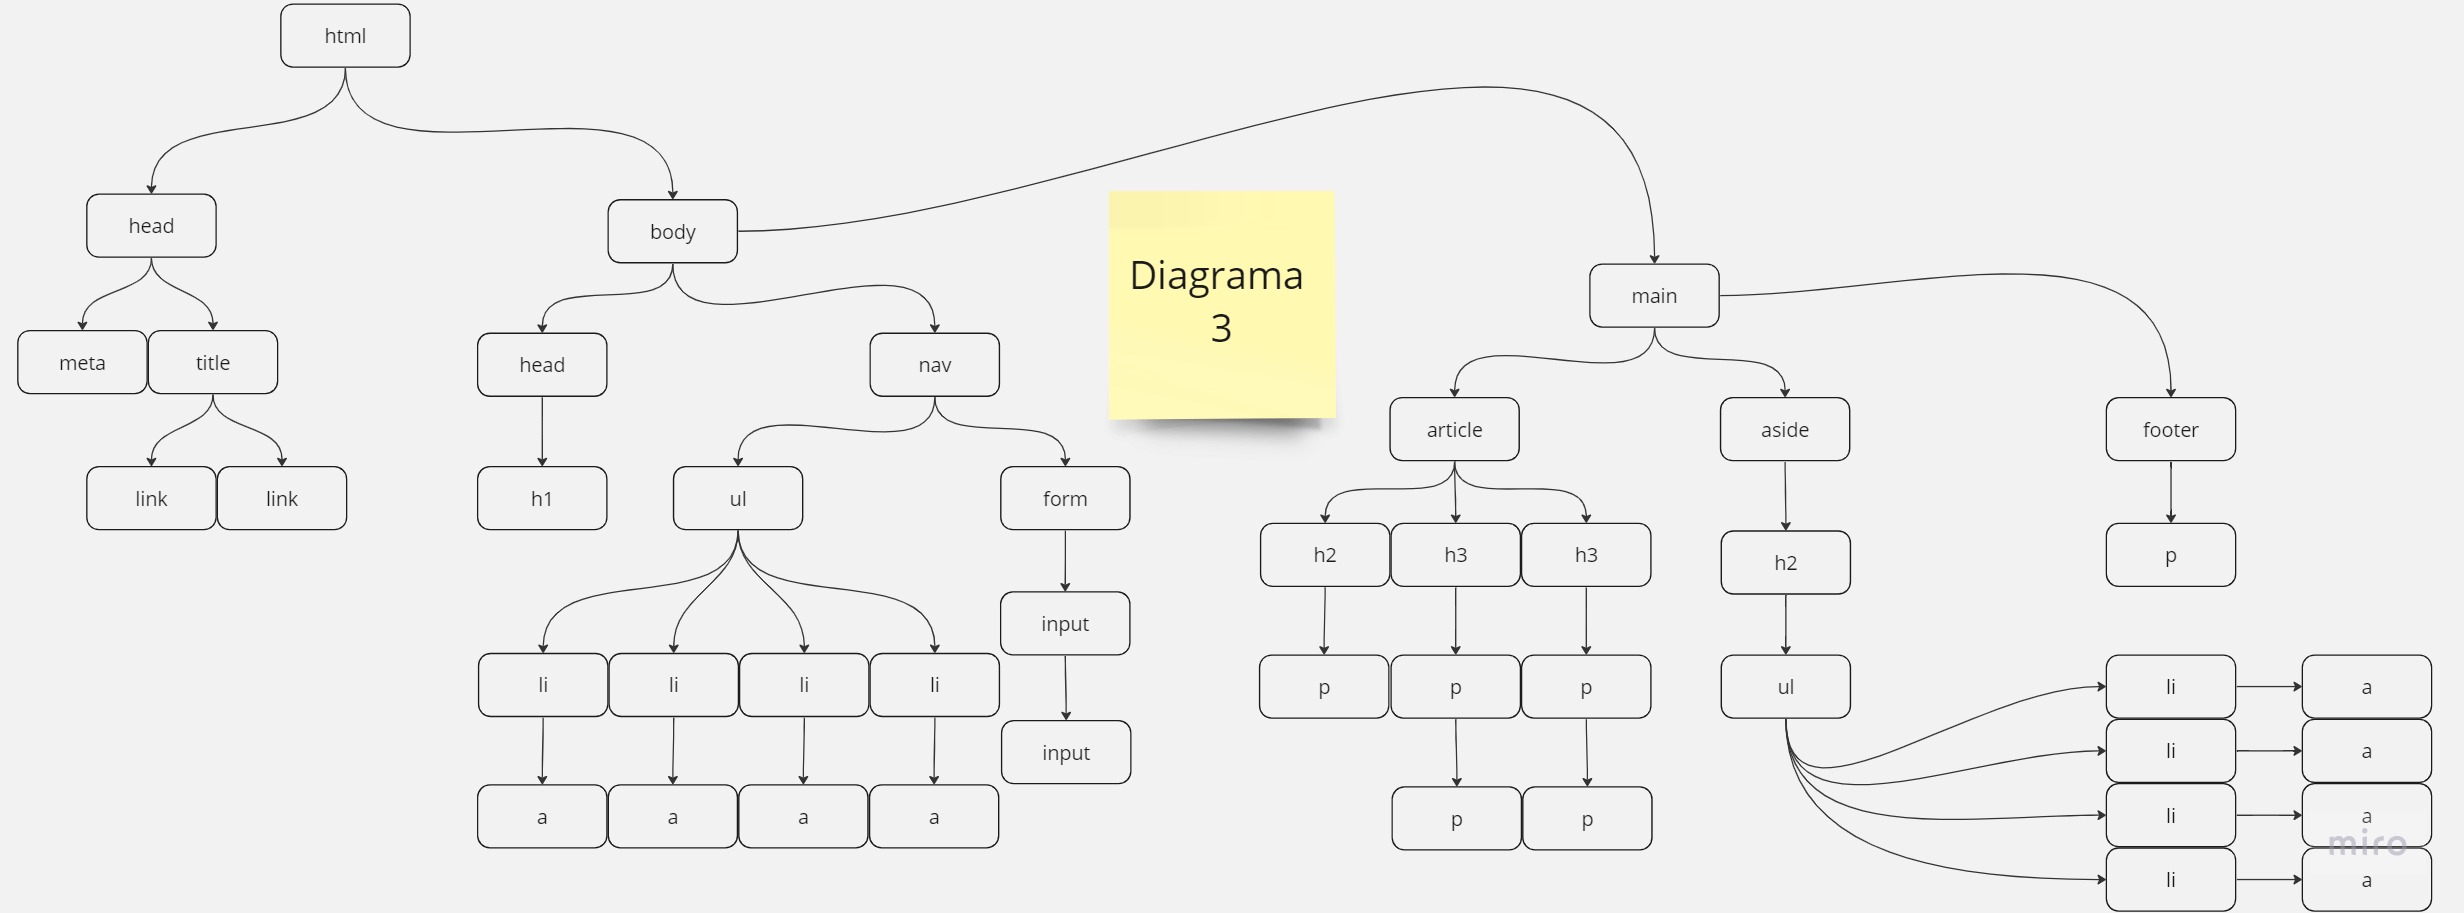 html
head
body
Diagrama
3
main
meta
title
head
nav
article
aside
footer
link
link
h1
ul
form
h2
h3
h3
h2
p
input
li
li
li
li
p
p
p
ul
li
a
input
li
a
a
a
a
a
p
p
li
a
miro
li
a